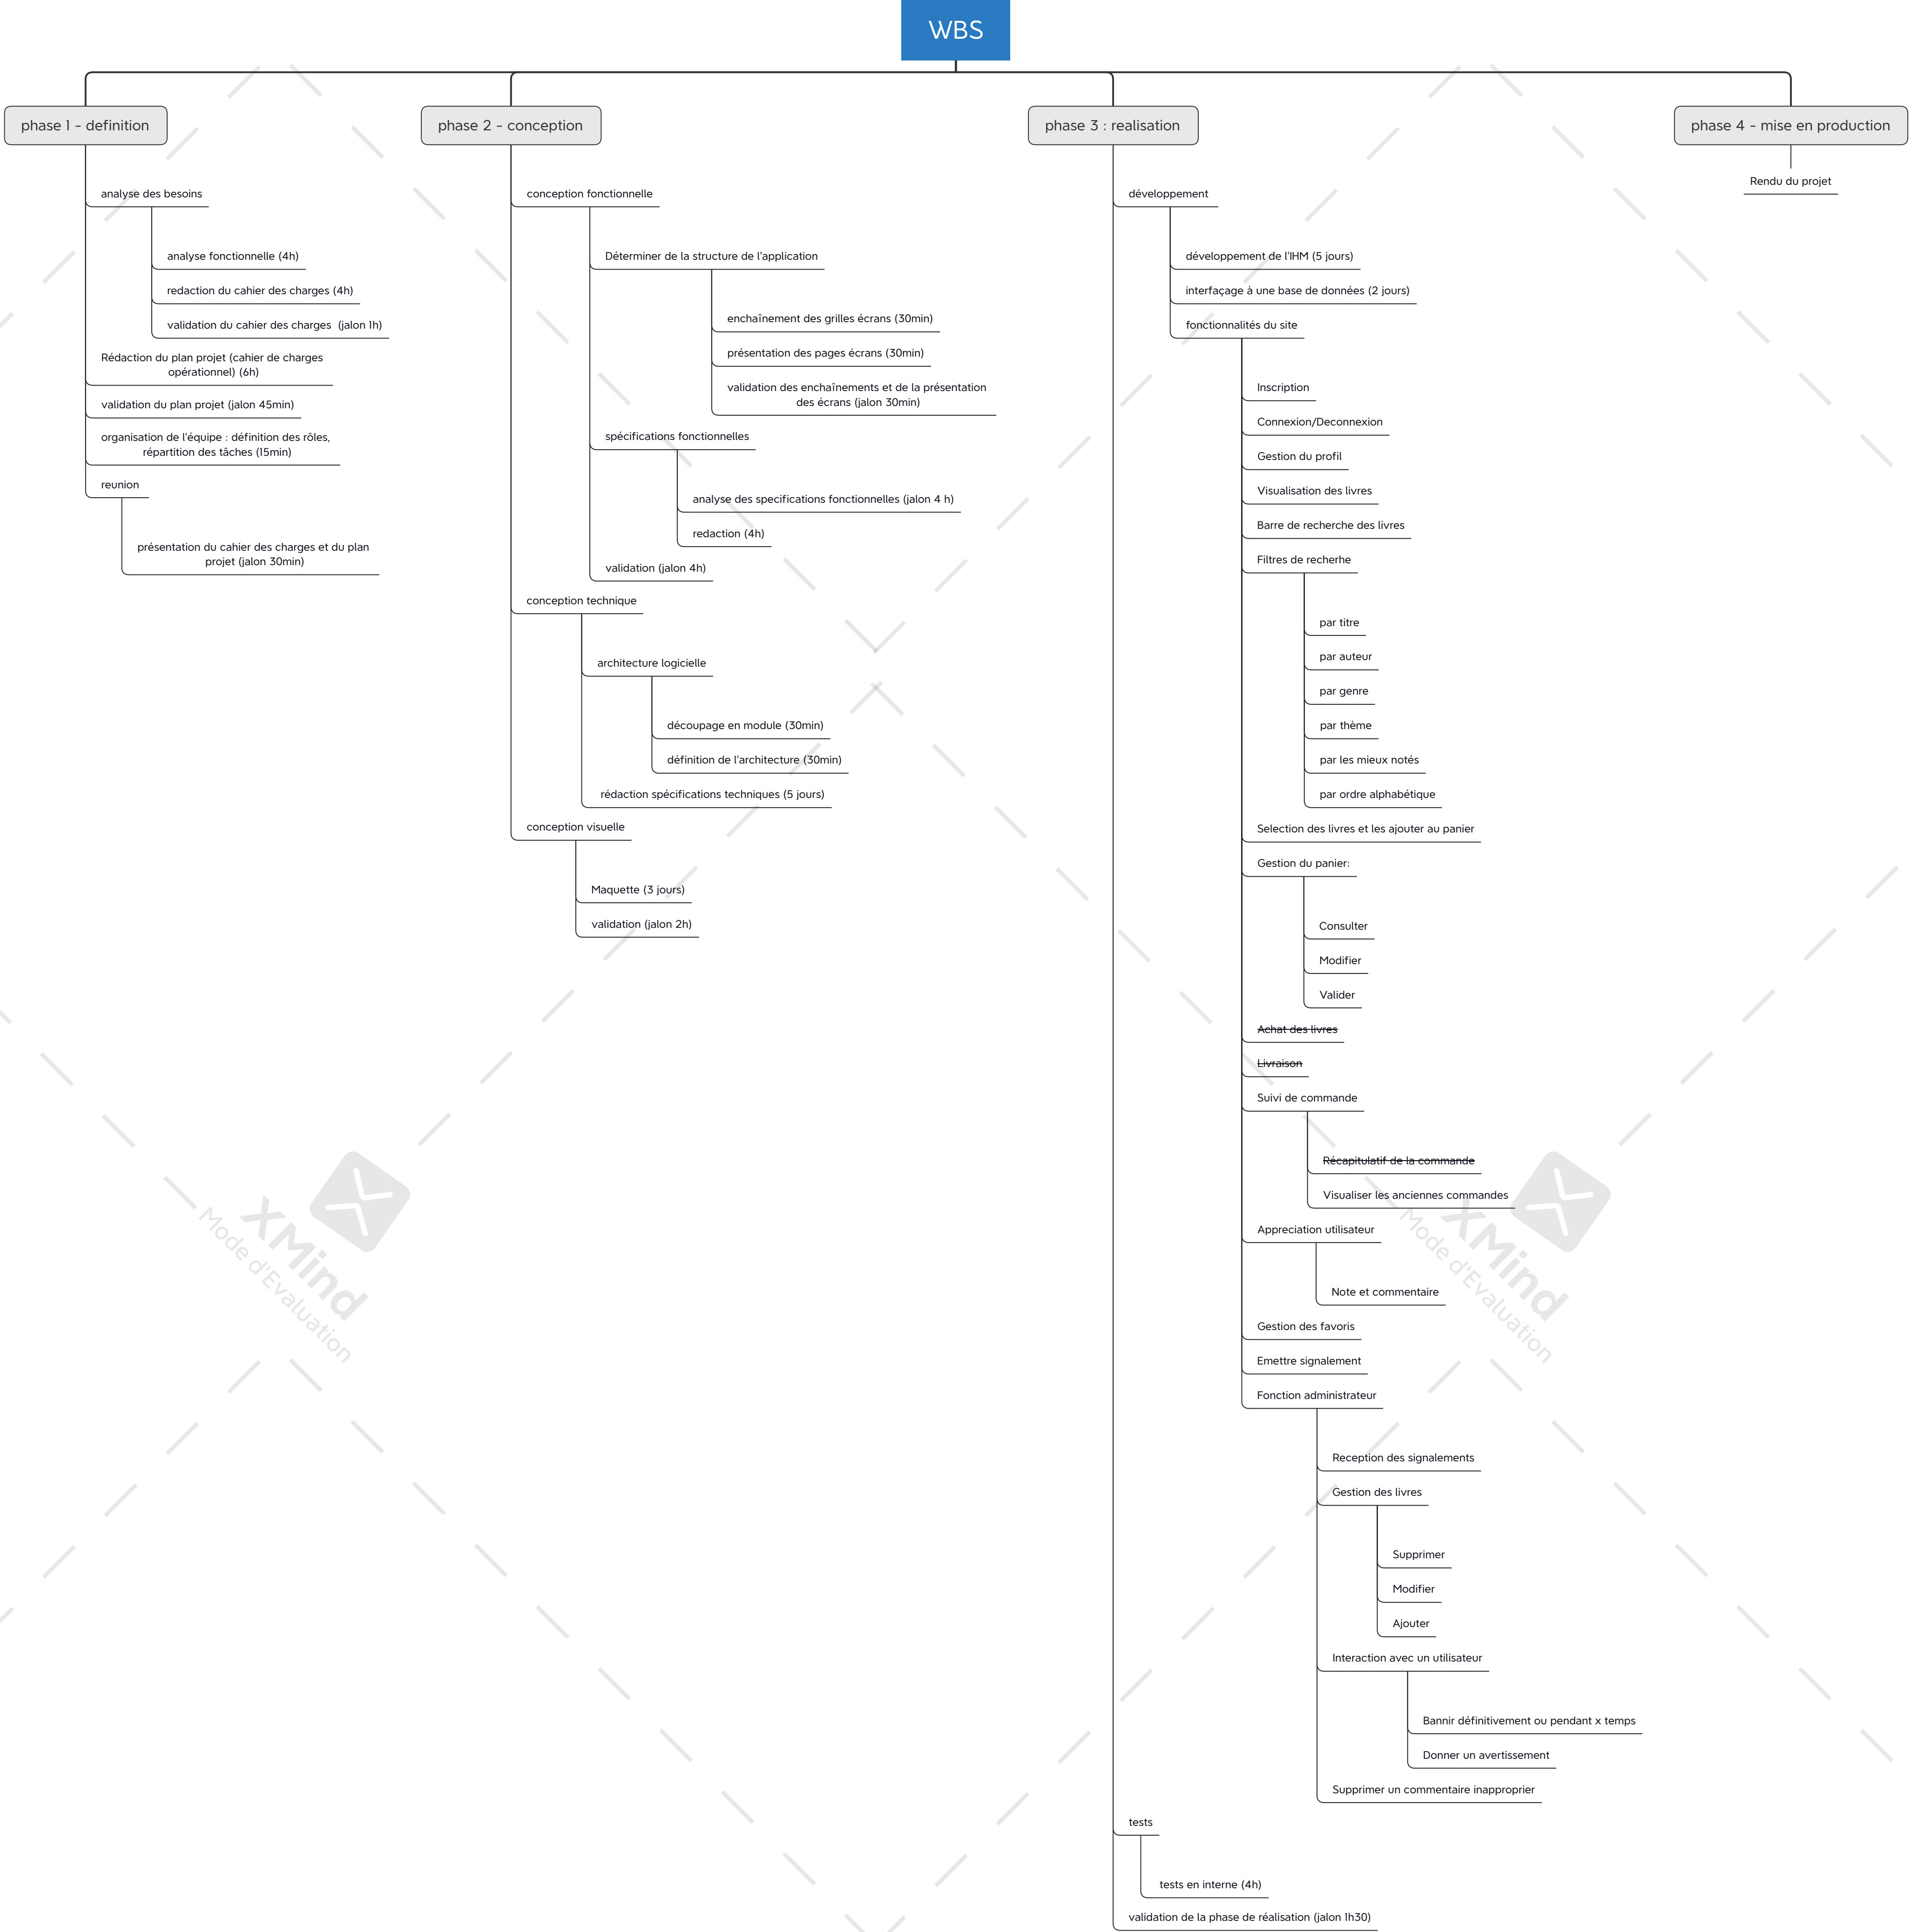 WBS
phase 1 - definition
analyse des besoins
analyse fonctionnelle (4h)
redaction du cahier des charges (4h)
validation du cahier des charges  (jalon 1h)
Rédaction du plan projet (cahier de charges
opérationnel) (6h)
validation du plan projet (jalon 45min)
organisation de l'équipe : définition des rôles,
répartition des tâches (15min)
reunion
présentation du cahier des charges et du plan
projet (jalon 30min)
phase 2 - conception
conception fonctionnelle
Déterminer de la structure de l'application
enchaînement des grilles écrans (30min)
présentation des pages écrans (30min)
validation des enchaînements et de la présentation
des écrans (jalon 30min)
spécifications fonctionnelles
analyse des specifications fonctionnelles (jalon 4 h)
redaction (4h)
validation (jalon 4h)
conception technique
architecture logicielle
découpage en module (30min)
définition de l'architecture (30min)
rédaction spécifications techniques (5 jours)
conception visuelle
Maquette (3 jours)
validation (jalon 2h)
phase 3 : realisation
développement
développement de l'IHM (5 jours)
interfaçage à une base de données (2 jours)
fonctionnalités du site
Inscription
Connexion/Deconnexion
Gestion du profil
Visualisation des livres
Barre de recherche des livres
Filtres de recherhe
par titre
par auteur
par genre
par thème
par les mieux notés
par ordre alphabétique
Selection des livres et les ajouter au panier
Gestion du panier:
Consulter
Modifier
Valider
Achat des livres
Livraison
Suivi de commande
Récapitulatif de la commande
Visualiser les anciennes commandes
Appreciation utilisateur
Note et commentaire
Gestion des favoris
Emettre signalement
Fonction administrateur
Reception des signalements
Gestion des livres
Supprimer
Modifier
Ajouter
Interaction avec un utilisateur
Bannir définitivement ou pendant x temps
Donner un avertissement
Supprimer un commentaire inapproprier
tests
tests en interne (4h)
validation de la phase de réalisation (jalon 1h30)
phase 4 - mise en production
Rendu du projet
XMind
Mode d'Evaluation
XMind
Mode d'Evaluation